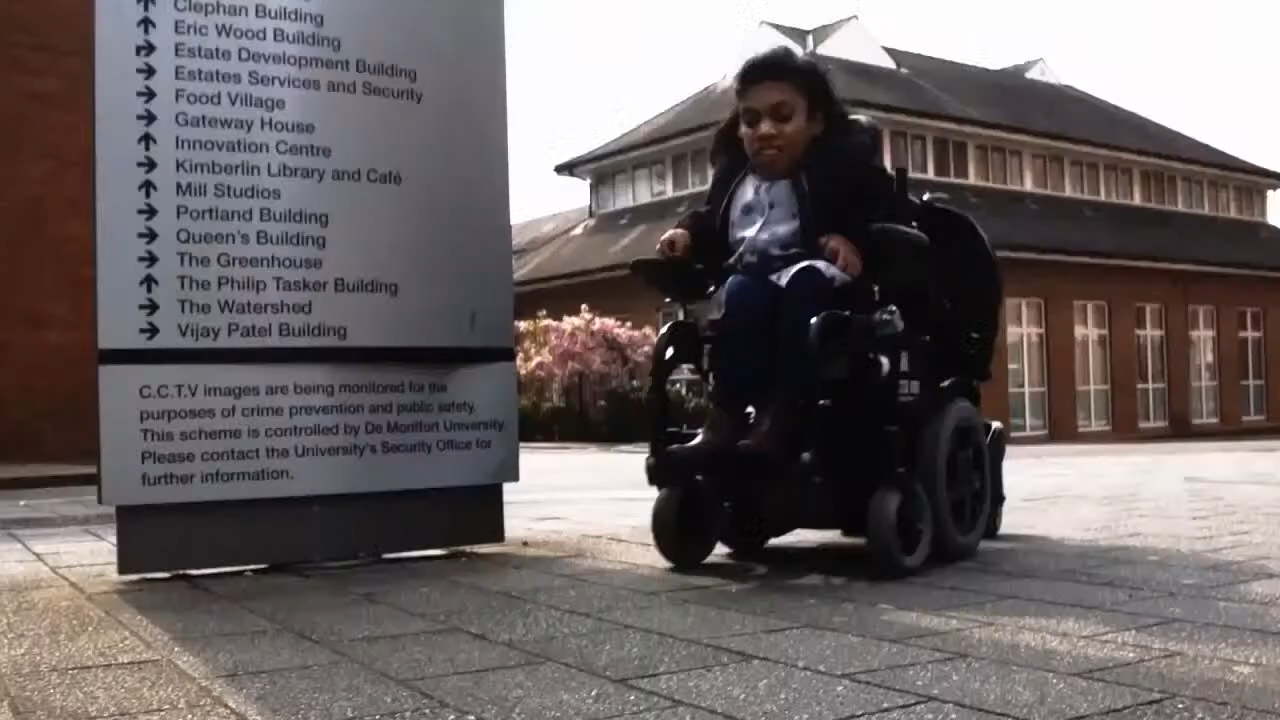 Clephan Building
Eric Wood Building
Estate Development Building
Estates Services and Security
Food Village
Gateway House
Innovation Centre
Kimberlin Library and Café
Mill Studios
Portland Building
Queen's Building
The Greenhouse
The Philip Tasker Building
The Watershed
Vijay Patel Building
C.C.T.V images are being monitored for the
purposes of crime prevention and public safety.
This scheme is controlled by De Montfort University.
Please contact the University's Security Office for
further information.